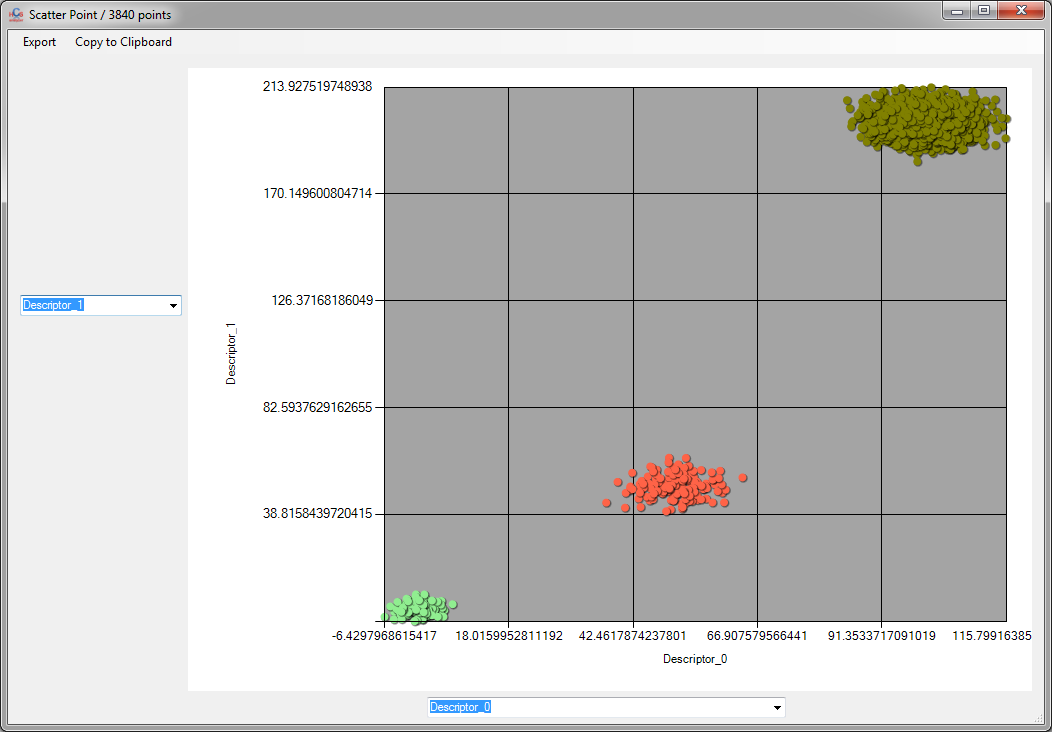 Scatter Point / 3840 points
Export Copy to Clipboard
213.927519748938
170.149600804714
126.37168186049
Descriptor_1
Descriptor_1
82.5937629162655
38.8158439720415
-6.4297968615417 18.0159952811192 42.4617874237801 66.907579566441 91.3533717091019 115.79916385
Descriptor_0
Descriptor_0